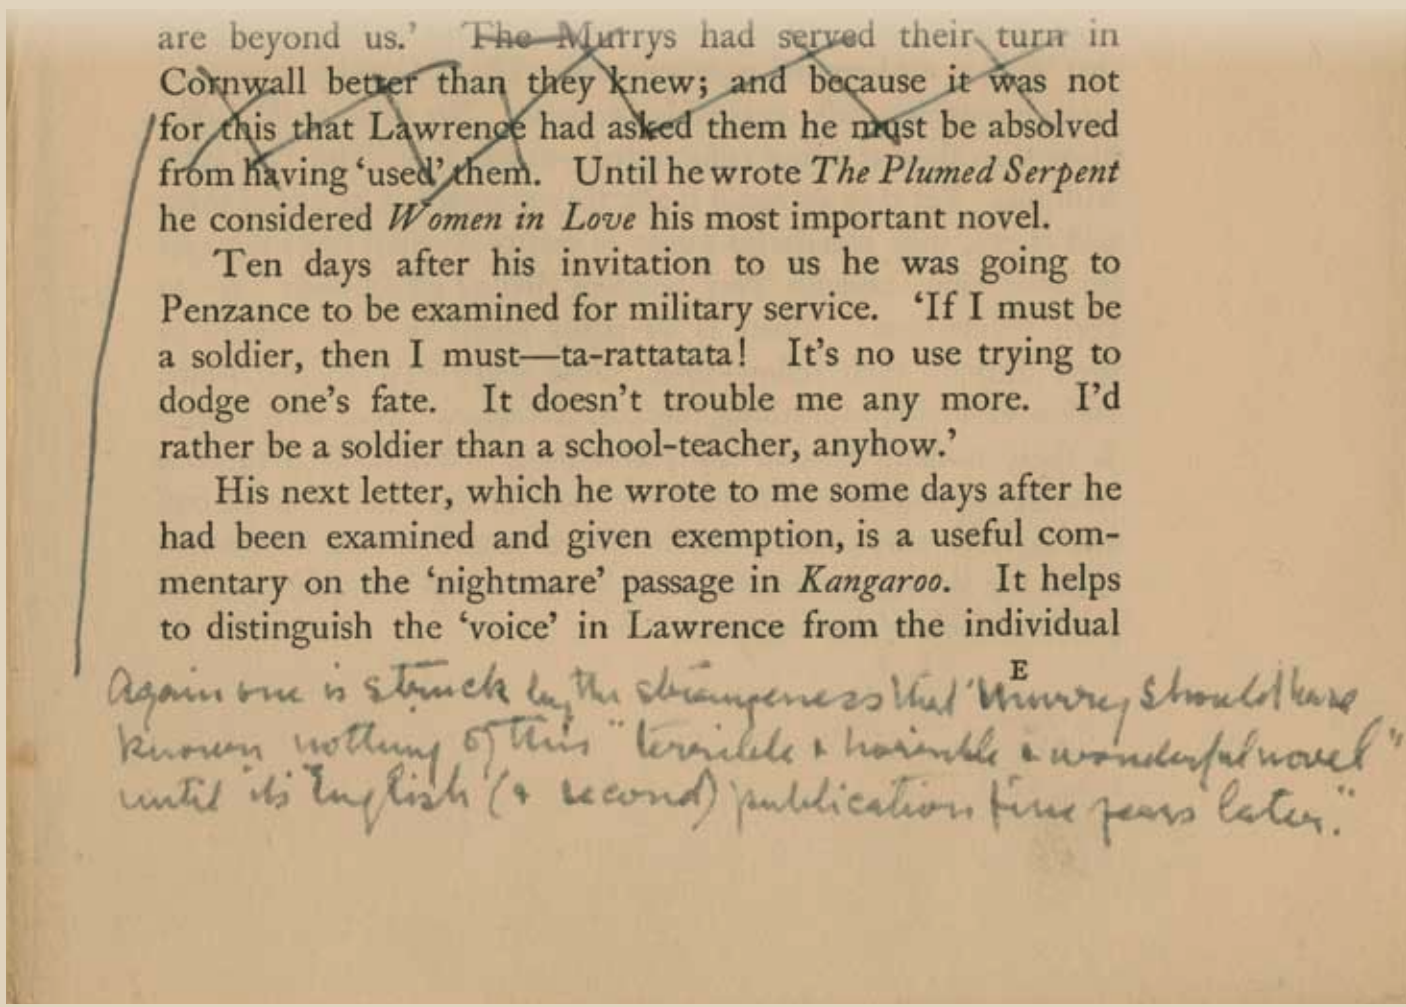 are beyond us.’ The Murrys had served their turn in
Cornwall better than they knew; and because it was not
for this that Lawrence had asked them he must be absolved
from having ‘used’ them. Until he wrote The Plumed Serpent
he considered Women in Love his most important novel.
Ten days after his invitation to us he was going to
Penzance to be examined for military service. ‘If I must be
a soldier, then I must—ta-rattatata! It’s no use trying to
dodge one’s fate. It doesn’t trouble me any more. I’d
rather be a soldier than a school-teacher, anyhow.’
His next letter, which he wrote to me some days after he
had been examined and given exemption, is a useful com-
mentary on the ‘nightmare’ passage in Kangaroo. It helps
to distinguish the ‘voice’ in Lawrence from the individual
E
Again one is struck by the strangeness that Murry should have
known nothing of this "terrible & horrible & wonderful novel"
until its English (& second) publication five years later."